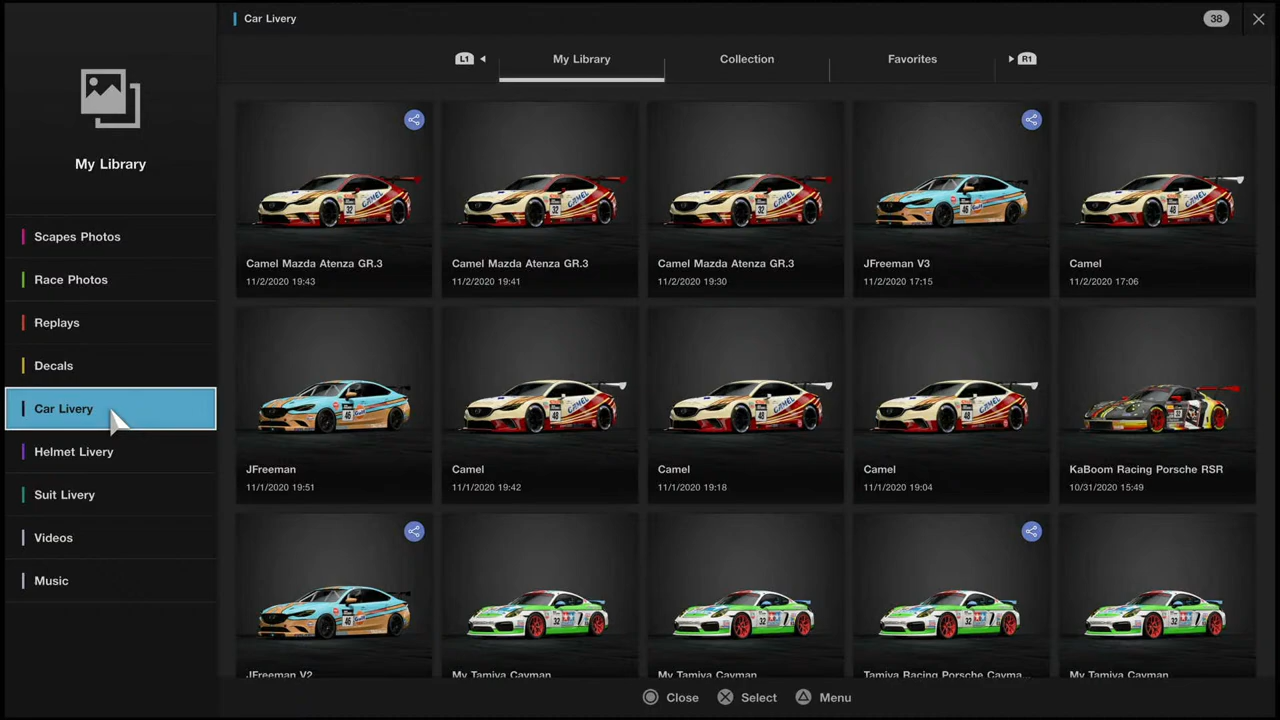 My Library
Scapes Photos
Race Photos
Replays
Decals
Car Livery
Helmet Livery
Suit Livery
Videos
Music
Car Livery
38
L1
My Library
Collection
Favorites
R1
Camel Mazda Atenza GR.3
11/2/2020 19:43
Camel Mazda Atenza GR.3
11/2/2020 19:41
Camel Mazda Atenza GR.3
11/2/2020 19:30
JFreeman V3
11/2/2020 17:15
Camel
11/2/2020 17:06
JFreeman
11/1/2020 19:51
Camel
11/1/2020 19:42
Camel
11/1/2020 19:18
Camel
11/1/2020 19:04
KaBoom Racing Porsche RSR
10/31/2020 15:49
JFreeman V2
My Tamiya Cayman
My Tamiya Cayman
Tamiya Racing Porsche Cayma...
My Tamiya Cayman
Close
Select
Menu